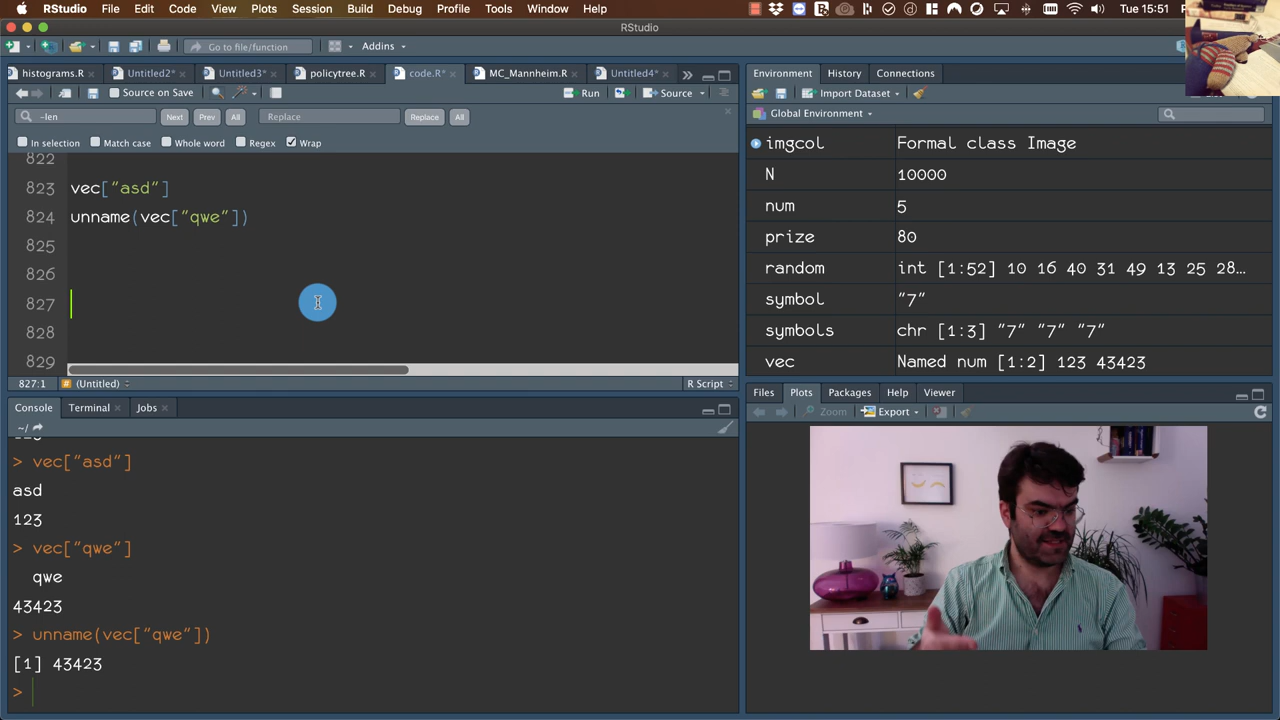 RStudio File Edit Code View Plots Session Build Debug Profile Tools Window Help Tue 15:51
RStudio
Go to file/function Addins
histograms.R Untitled2* Untitled3* policytree.R code.R* MC_Mannheim.R Untitled4*
Source on Save Run Source
-len Next Prev All Replace Replace All
In selection Match case Whole word Regex Wrap
822
823 vec["asd"]
824 unname(vec["qwe"])
825
826
827
828
829
827:1 (Untitled) R Script
Console Terminal Jobs
~/
> vec["asd"]
asd
123
> vec["qwe"]
qwe
43423
> unname(vec["qwe"])
[1] 43423
>
Environment History Connections
Import Dataset
Global Environment
imgcol Formal class Image
N 10000
num 5
prize 80
random int [1:52] 10 16 40 31 49 13 25 28...
symbol "7"
symbols chr [1:3] "7" "7" "7"
vec Named num [1:2] 123 43423
Files Plots Packages Help Viewer
Zoom Export